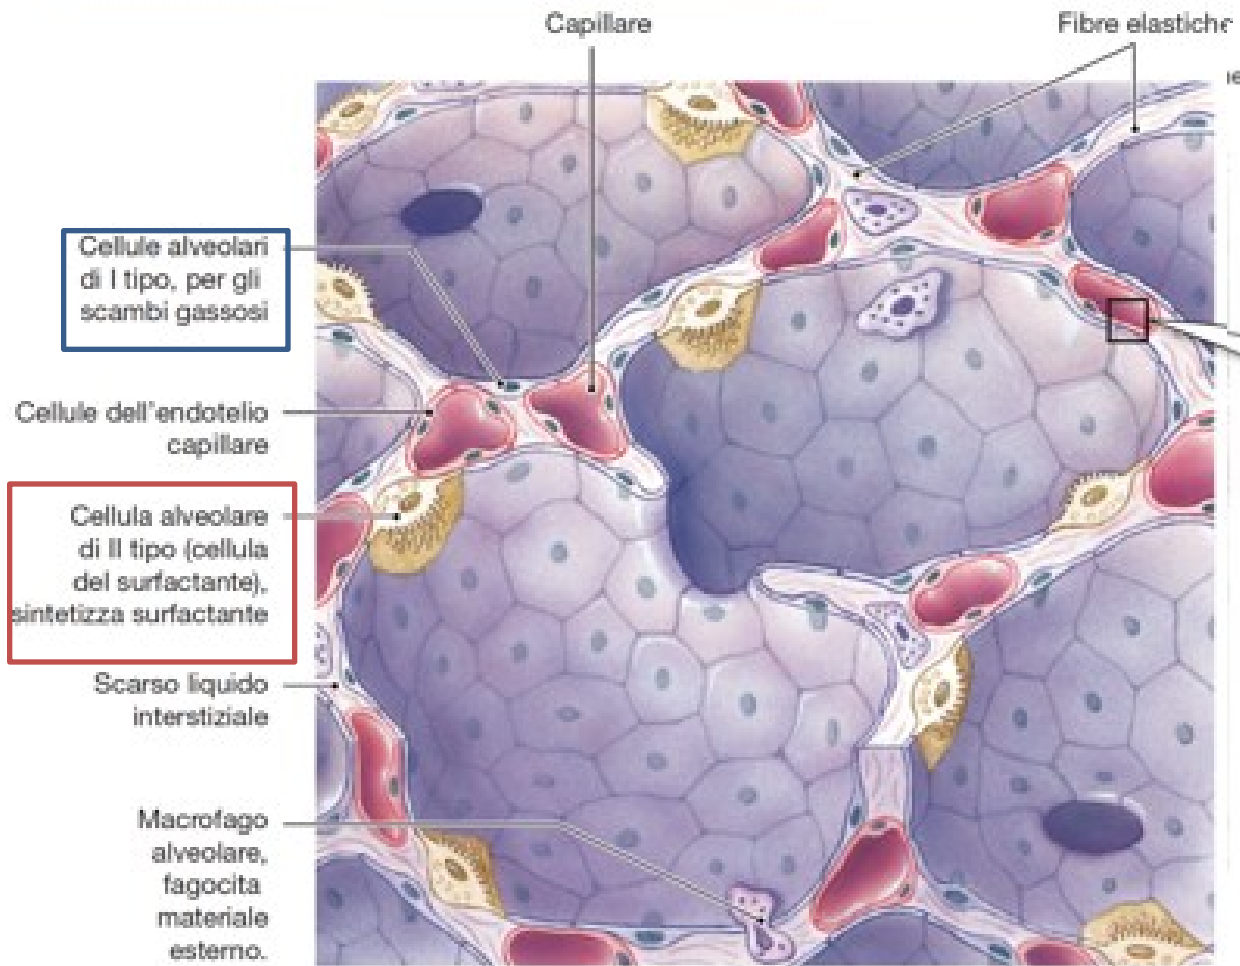 Capillare
Fibre elastiche
Cellule alveolari
di I tipo, per gli
scambi gassosi
Cellule dell'endotelio
capillare
Cellula alveolare
di II tipo (cellula
del surfactante),
sintetizza surfactante
Scarso liquido
interstiziale
Macrofago
alveolare,
fagocita
materiale
esterno.